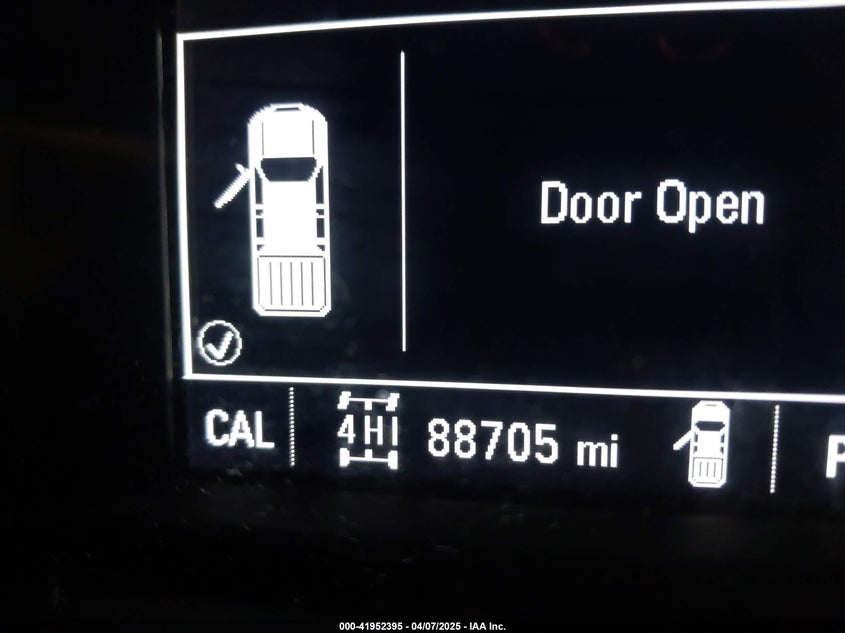 Door Open
CAL
4HI
88705 mi
P
000-41952395 - 04/07/2025 - IAA Inc.